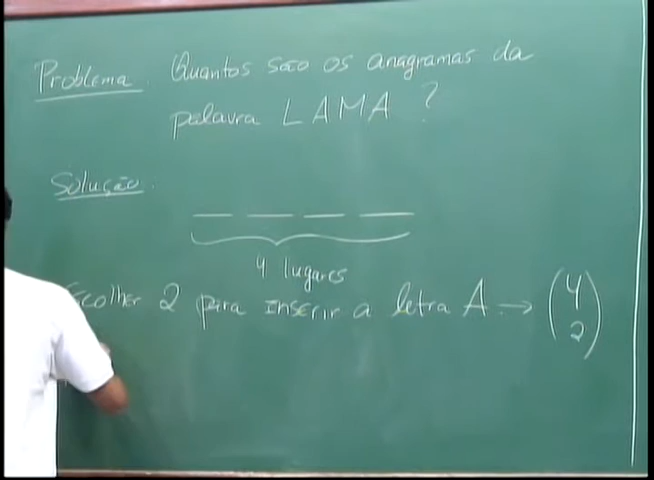 Problema. Quantos são os anagramas da
palavra LAMA ?
Solução.
4 lugares
Escolher 2 para inserir a letra A → (4
2)